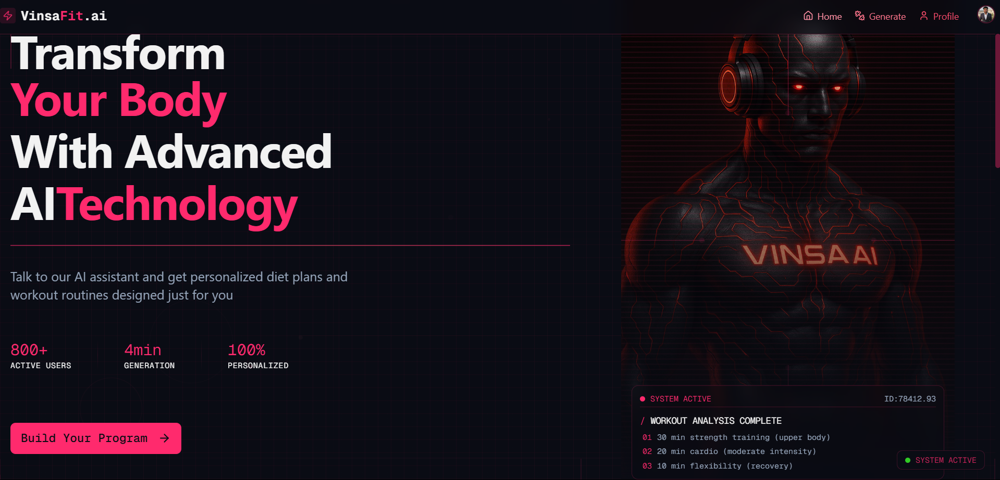 VinsaFit.ai
Home
Generate
Profile
Transform
Your Body
With Advanced
AITechnology
Talk to our AI assistant and get personalized diet plans and
workout routines designed just for you
800+
ACTIVE USERS
4min
GENERATION
100%
PERSONALIZED
Build Your Program
VINSA AI
SYSTEM ACTIVE
ID:78412.93
/ WORKOUT ANALYSIS COMPLETE
01 30 min strength training (upper body)
02 20 min cardio (moderate intensity)
03 10 min flexibility (recovery)
SYSTEM ACTIVE